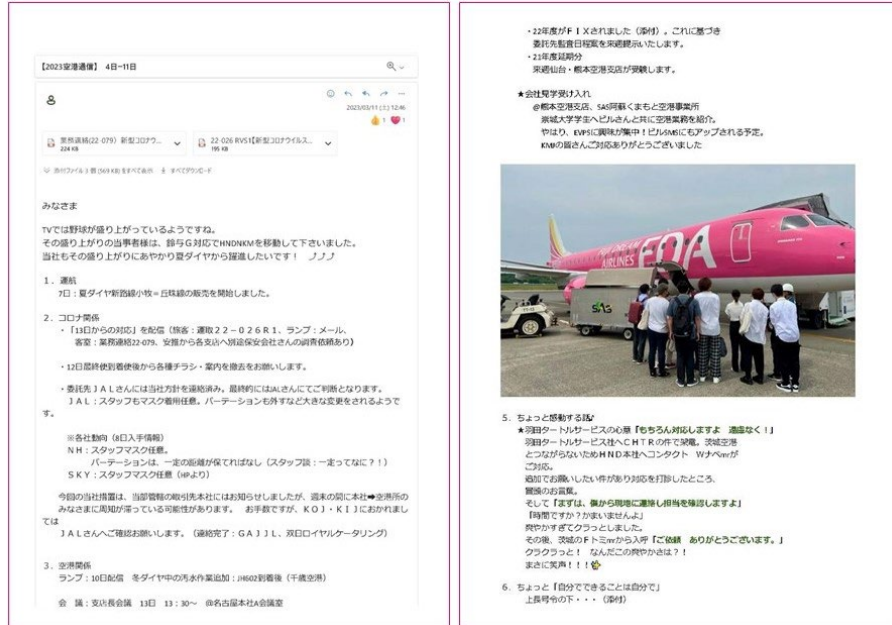 【2023空港通信】 4日~11日
2023/03/11 (土) 12:46
1
1
業務連絡(22-079) 新型コロナウ...
224 KB
22-026 RVS1【新型コロナウイルス...
195 KB
すべてダウンロード
みなさま
TVでは野球が盛り上がっているようですね。
その盛り上がりの当事者様は、鈴与G対応でHNDNKMを移動して下さいました。
当社もその盛り上がりにあやかり夏ダイヤから躍進したいです! ♪♪♪
1.運航
7日:夏ダイヤ新路線小牧=丘珠線の販売を開始しました。
2.コロナ関係
・「13日からの対応」を配信(旅客:運取22-026R1、ランプ:メール、
客室:業務連絡22-079、安推から各支店へ別途保安会社さんの調書依頼あり)
・12日最終使到着便後から各種チラシ・案内を撤去をお願いします。
・委託先JALさんには当社方針を連絡済み。最終的にはJALさんにてご判断となります。
JAL:スタッフもマスク着用任意。パーテーションも外すなど大きな変更をされるようで
す。
※各社動向(8日入手情報)
NH:スタッフマスク任意。
パーテーションは、一定の距離が保てればなし(スタッフ談:一定ってなに?!)
SKY:スタッフマスク任意(HPより)
今回の当社措置は、当部管轄の取引先本社にはお知らせしましたが、週末の間に本社➡空港所の
みなさまに周知が滞っている可能性があります。 お手数ですが、KOJ・KIJにおかれまし
ては
JALさんへご確認お願いします。(連絡完了:GAJJL、双日ロイヤルケータリング)
3.空港関係
ランプ:10日配信 冬ダイヤ中の汚水作業追加:JH602到着後(千歳空港)
会 議:支店長会議 13日 13:30~ @名古屋本社A会議室
・22年度がFIXされました(添付)。これに基づき
委託先監査日程案を来週提示いたします。
・21年度延期分
来週仙台・熊本空港支店が受験します。
★会社見学受け入れ
@熊本空港支店、SAS阿蘇くまもと空港事業所
崇城大学学生へビルさんと共に空港業務を紹介。
やはり、EVPSに興味が集中!ビルSMSにもアップされる予定。
KMJの皆さんご対応ありがとうございました
FUJI DREAM
AIRLINES
FDA
SAS
5.ちょっと感動する話♪
★羽田タートルサービスの心意「もちろん対応しますよ 遠慮なく!」
羽田タートルサービス社へCHTRの件で架電。茨城空港
とつながらないためHND本社へコンタクト Wナベmrが
ご対応。
追加でお願いしたい件があり対応を打診したところ、
冒頭のお言葉。
そして「まずは、僕から現地に連絡し担当を確認しますよ」
「時間ですか?かまいませんよ」
爽やかすぎてクラっとしました。
その後、茨城のFトミmrから入呼「ご依頼 ありがとうございます。」
クラクラっと! なんだこの爽やかさは?!
まさに笑声!!!
6.ちょっと「自分でできることは自分で」
上長号令の下・・・(添付)